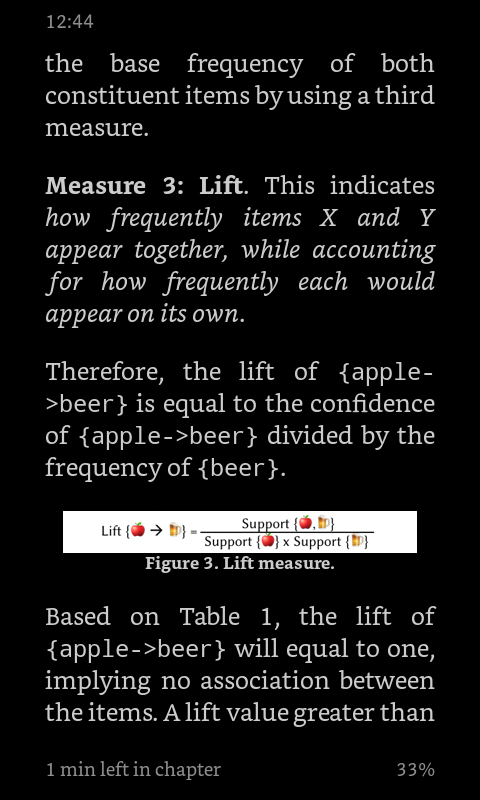 12:44
the base frequency of both
constituent items by using a third
measure.
Measure 3: Lift. This indicates
how frequently items X and Y
appear together, while accounting
for how frequently each would
appear on its own.
Therefore, the lift of {apple-
>beer} is equal to the confidence
of {apple->beer} divided by the
frequency of {beer}.
Lift {🍎 → 🍺} = Support {🍎,🍺}
Support {🍎} x Support {🍺}
Figure 3. Lift measure.
Based on Table 1, the lift of
{apple->beer} will equal to one,
implying no association between
the items. A lift value greater than
1 min left in chapter 33%